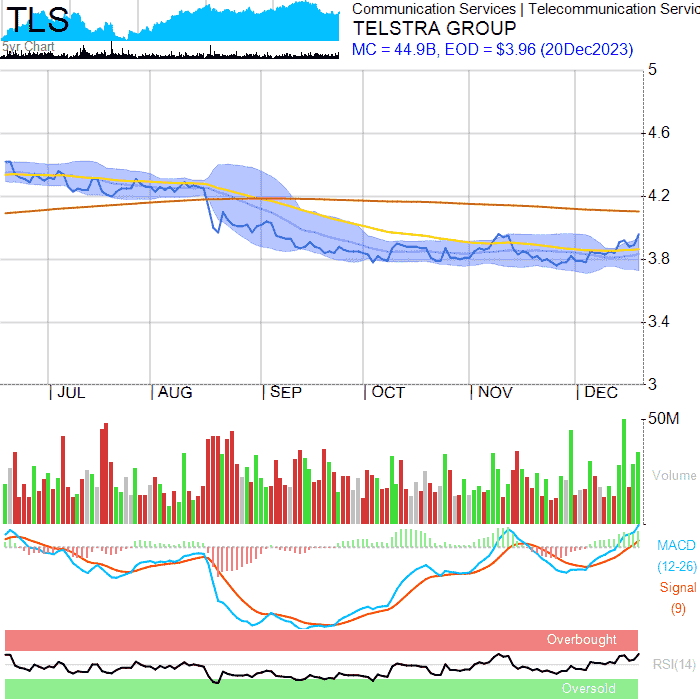 TLS
5yr Chart
Communication Services | Telecommunication Servic
TELSTRA GROUP
MC = 44.9B, EOD = $3.96 (20Dec2023)
5
4.6
4.2
3.8
3.4
3
JUL
AUG
SEP
OCT
NOV
DEC
50M
Volume
MACD
(12-26)
Signal
(9)
Overbought
RSI(14)
Oversold